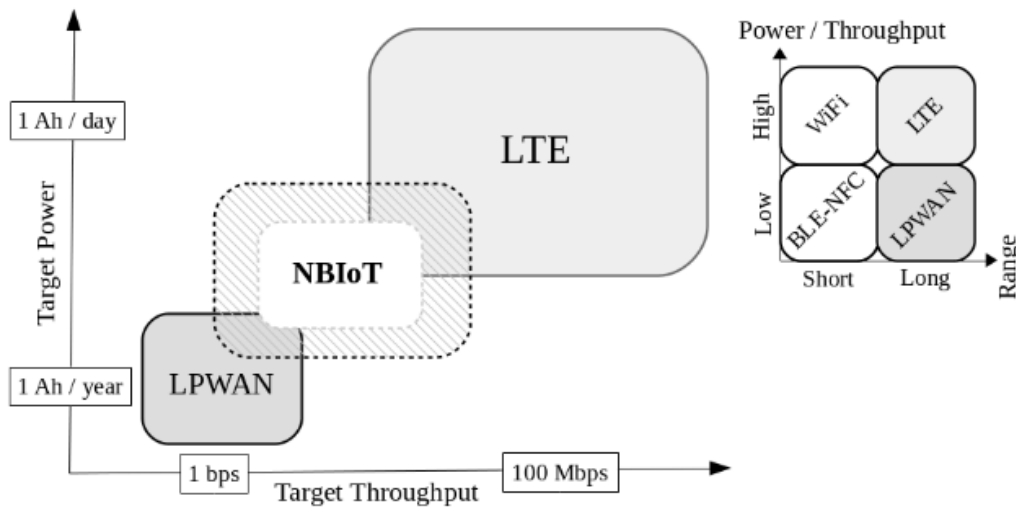 Power / Throughput
1 Ah / day
LTE
High
WiFi
LTE
Target Power
NBIoT
Low
BLE-NFC
LPWAN
Short
Long
Range
1 Ah / year
LPWAN
1 bps
100 Mbps
Target Throughput